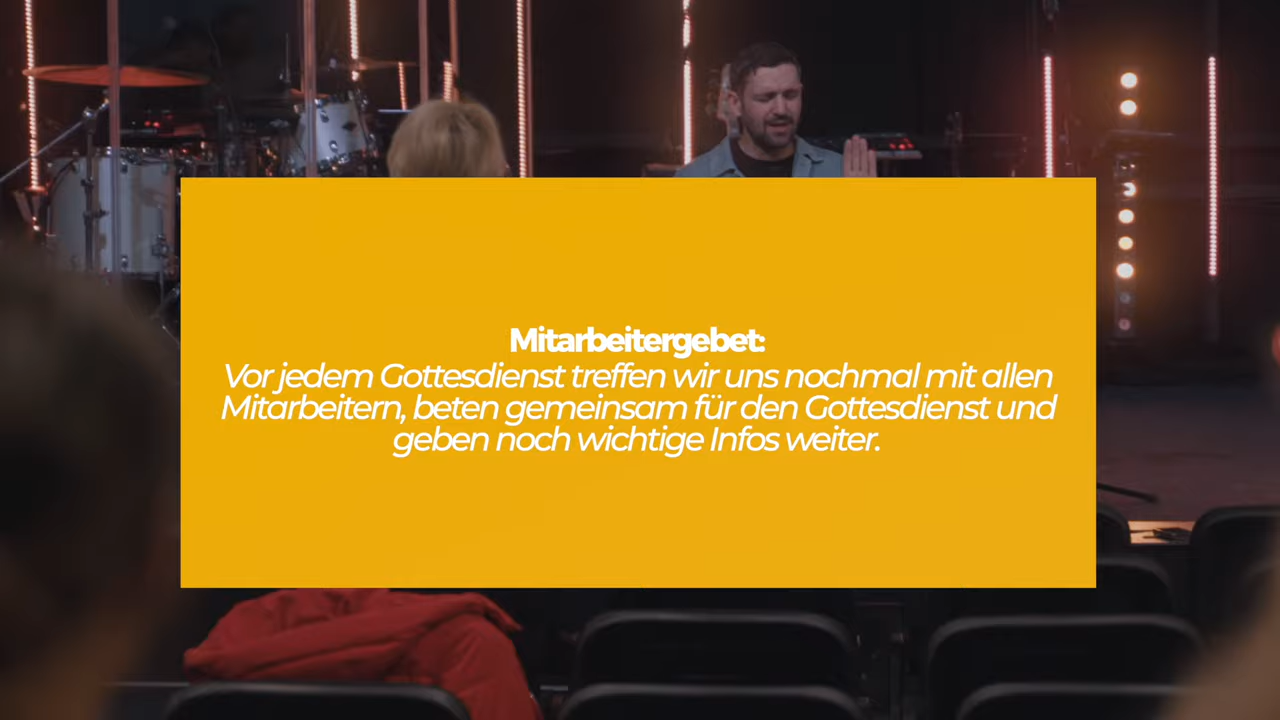 Mitarbeitergebet:
Vor jedem Gottesdienst treffen wir uns nochmal mit allen
Mitarbeitern, beten gemeinsam für den Gottesdienst und
geben noch wichtige Infos weiter.